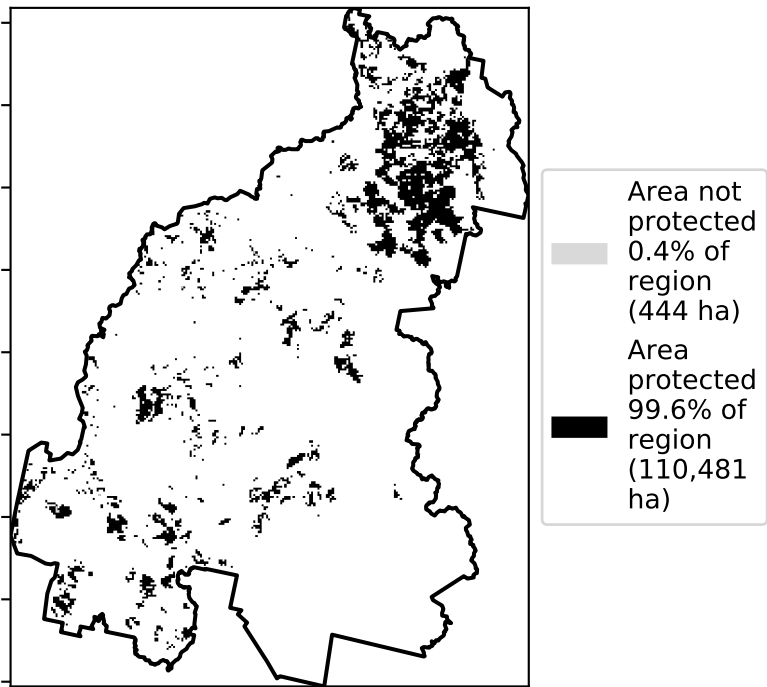 Area not
protected
0.4% of
region
(444 ha)
Area
protected
99.6% of
region
(110,481
ha)